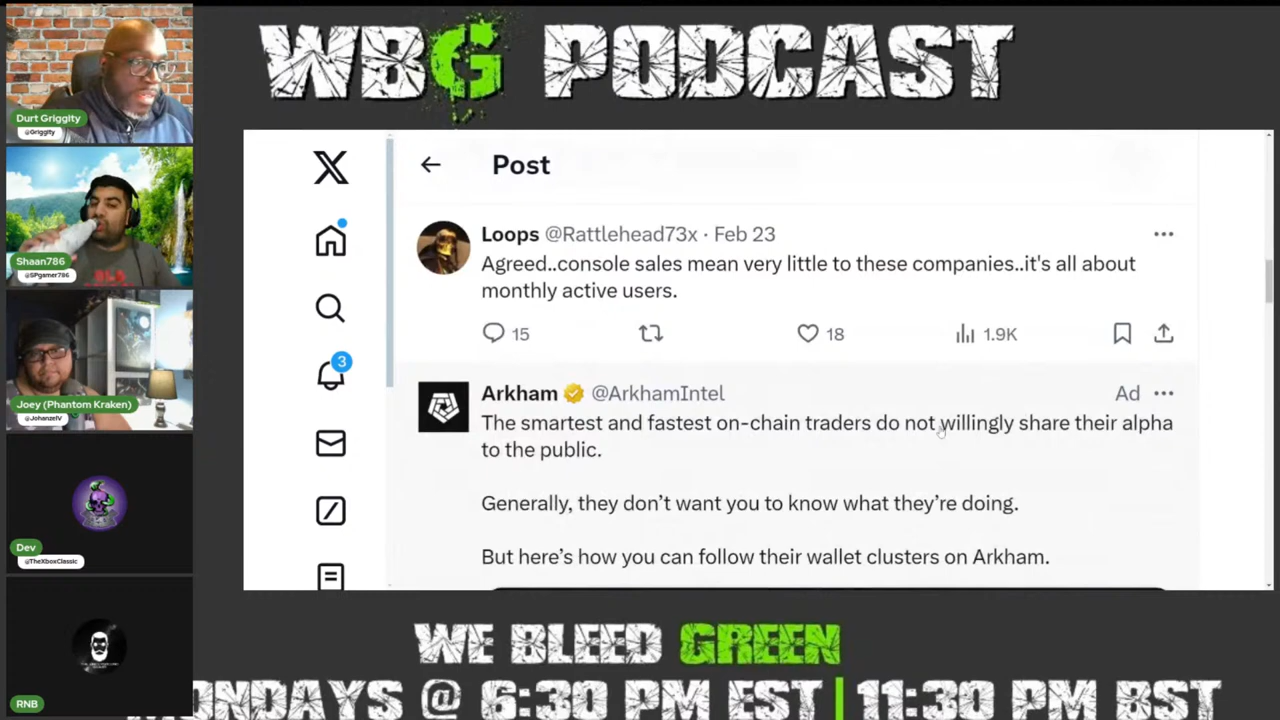 WBG PODCAST
Durt Griggity
@Griggity
Shaan786
@SPgamer786
Joey (Phantom Kraken)
@JohanzelV
Dev
@TheXboxClassic
RNB
Post
Loops @Rattlehead73x · Feb 23
Agreed..console sales mean very little to these companies..it's all about
monthly active users.
15
18
1.9K
3
Arkham @ArkhamIntel
Ad
The smartest and fastest on-chain traders do not willingly share their alpha
to the public.
Generally, they don’t want you to know what they’re doing.
But here’s how you can follow their wallet clusters on Arkham.
WE BLEED GREEN
MONDAYS @ 6:30 PM EST | 11:30 PM BST